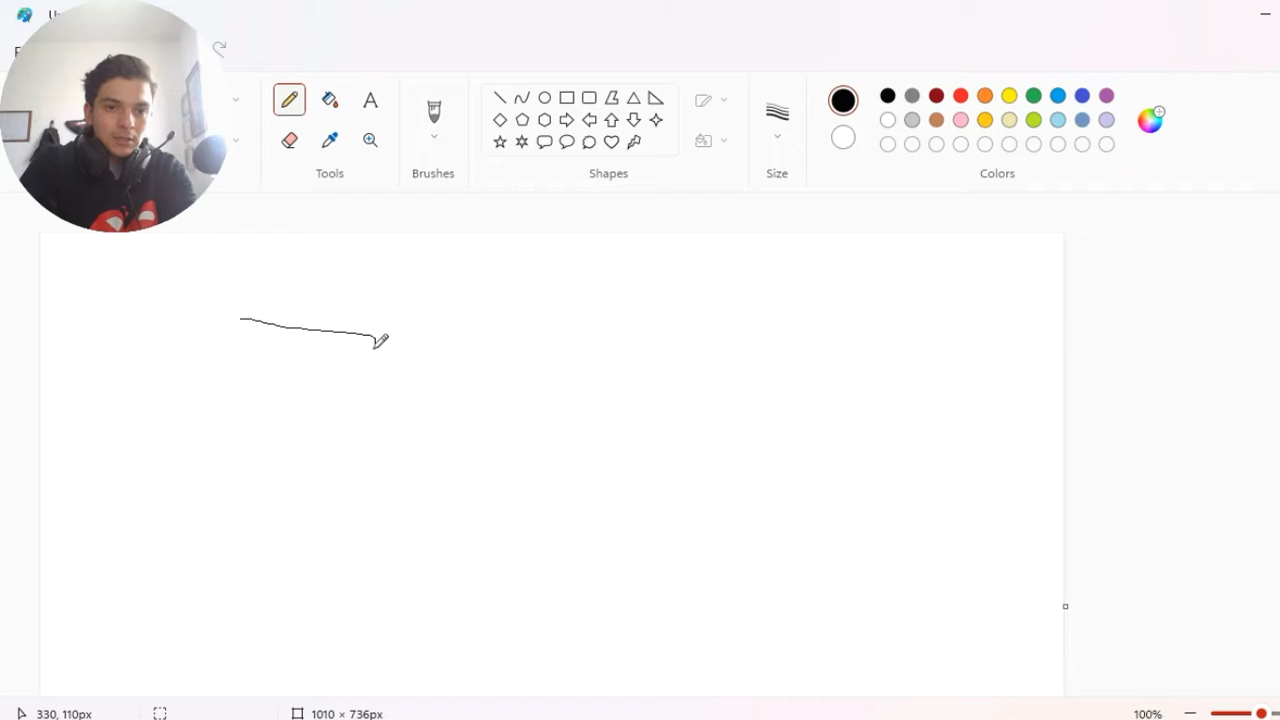 Tools
Brushes
Shapes
Size
Colors
330, 110px
1010 × 736px
100%